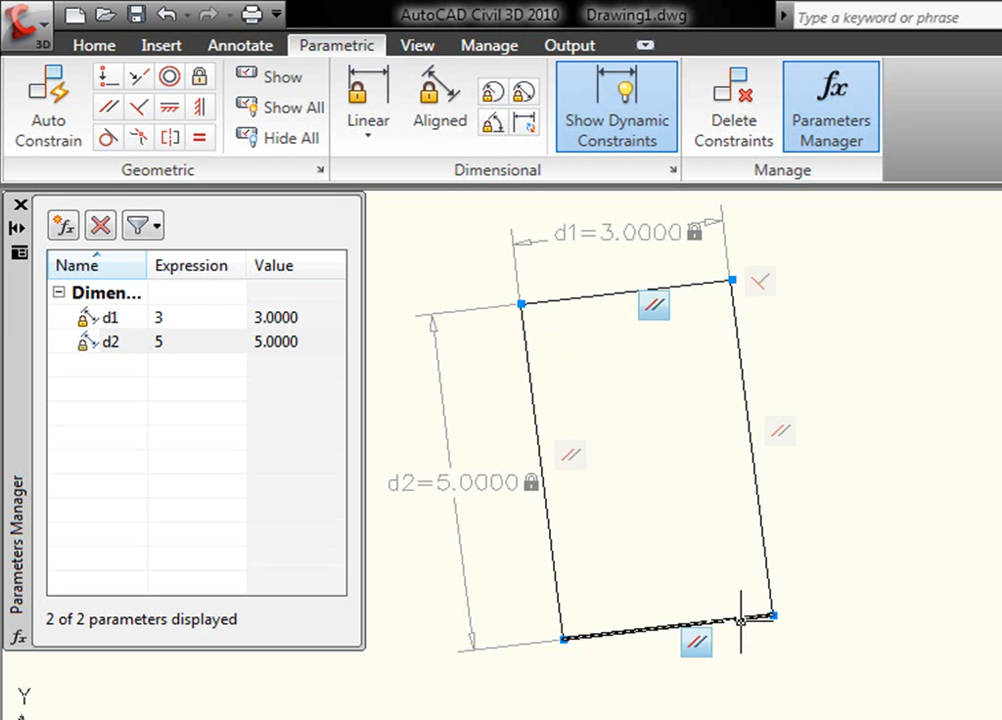 AutoCAD Civil 3D 2010 Drawing1.dwg
Type a keyword or phrase
3D
Home Insert Annotate Parametric View Manage Output
Auto
Constrain
Show
Show All
Hide All
Linear
Aligned
Show Dynamic
Constraints
Delete
Constraints
fx
Parameters
Manager
Geometric
Dimensional
Manage
fx
Name Expression Value
Dimen...
d1 3 3.0000
d2 5 5.0000
2 of 2 parameters displayed
Parameters Manager
fx
d1=3.0000
d2=5.0000
Y